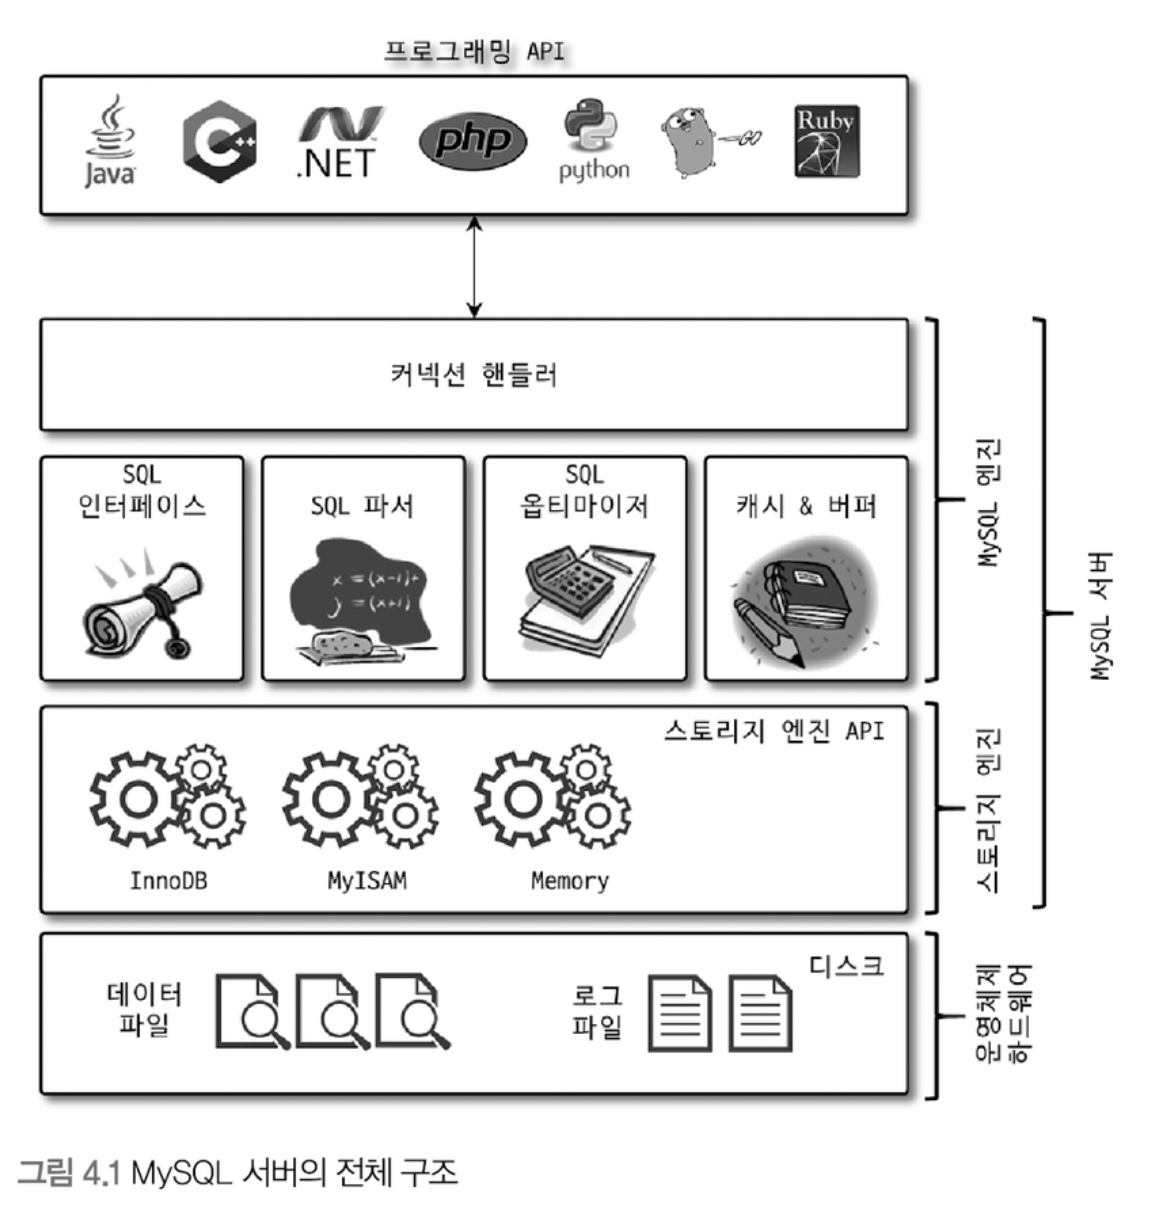 프로그래밍 API
Java
C++
.NET
php
python
GO
Ruby
커넥션 핸들러
SQL
인터페이스
SQL 파서
x = (x-1)+
y = (x+1)
SQL
옵티마이저
캐시 & 버퍼
MySQL 엔진
MySQL 서버
스토리지 엔진 API
InnoDB
MyISAM
Memory
스토리지 엔진
디스크
데이터
파일
로그
파일
운영체제
하드웨어
그림 4.1 MySQL 서버의 전체 구조